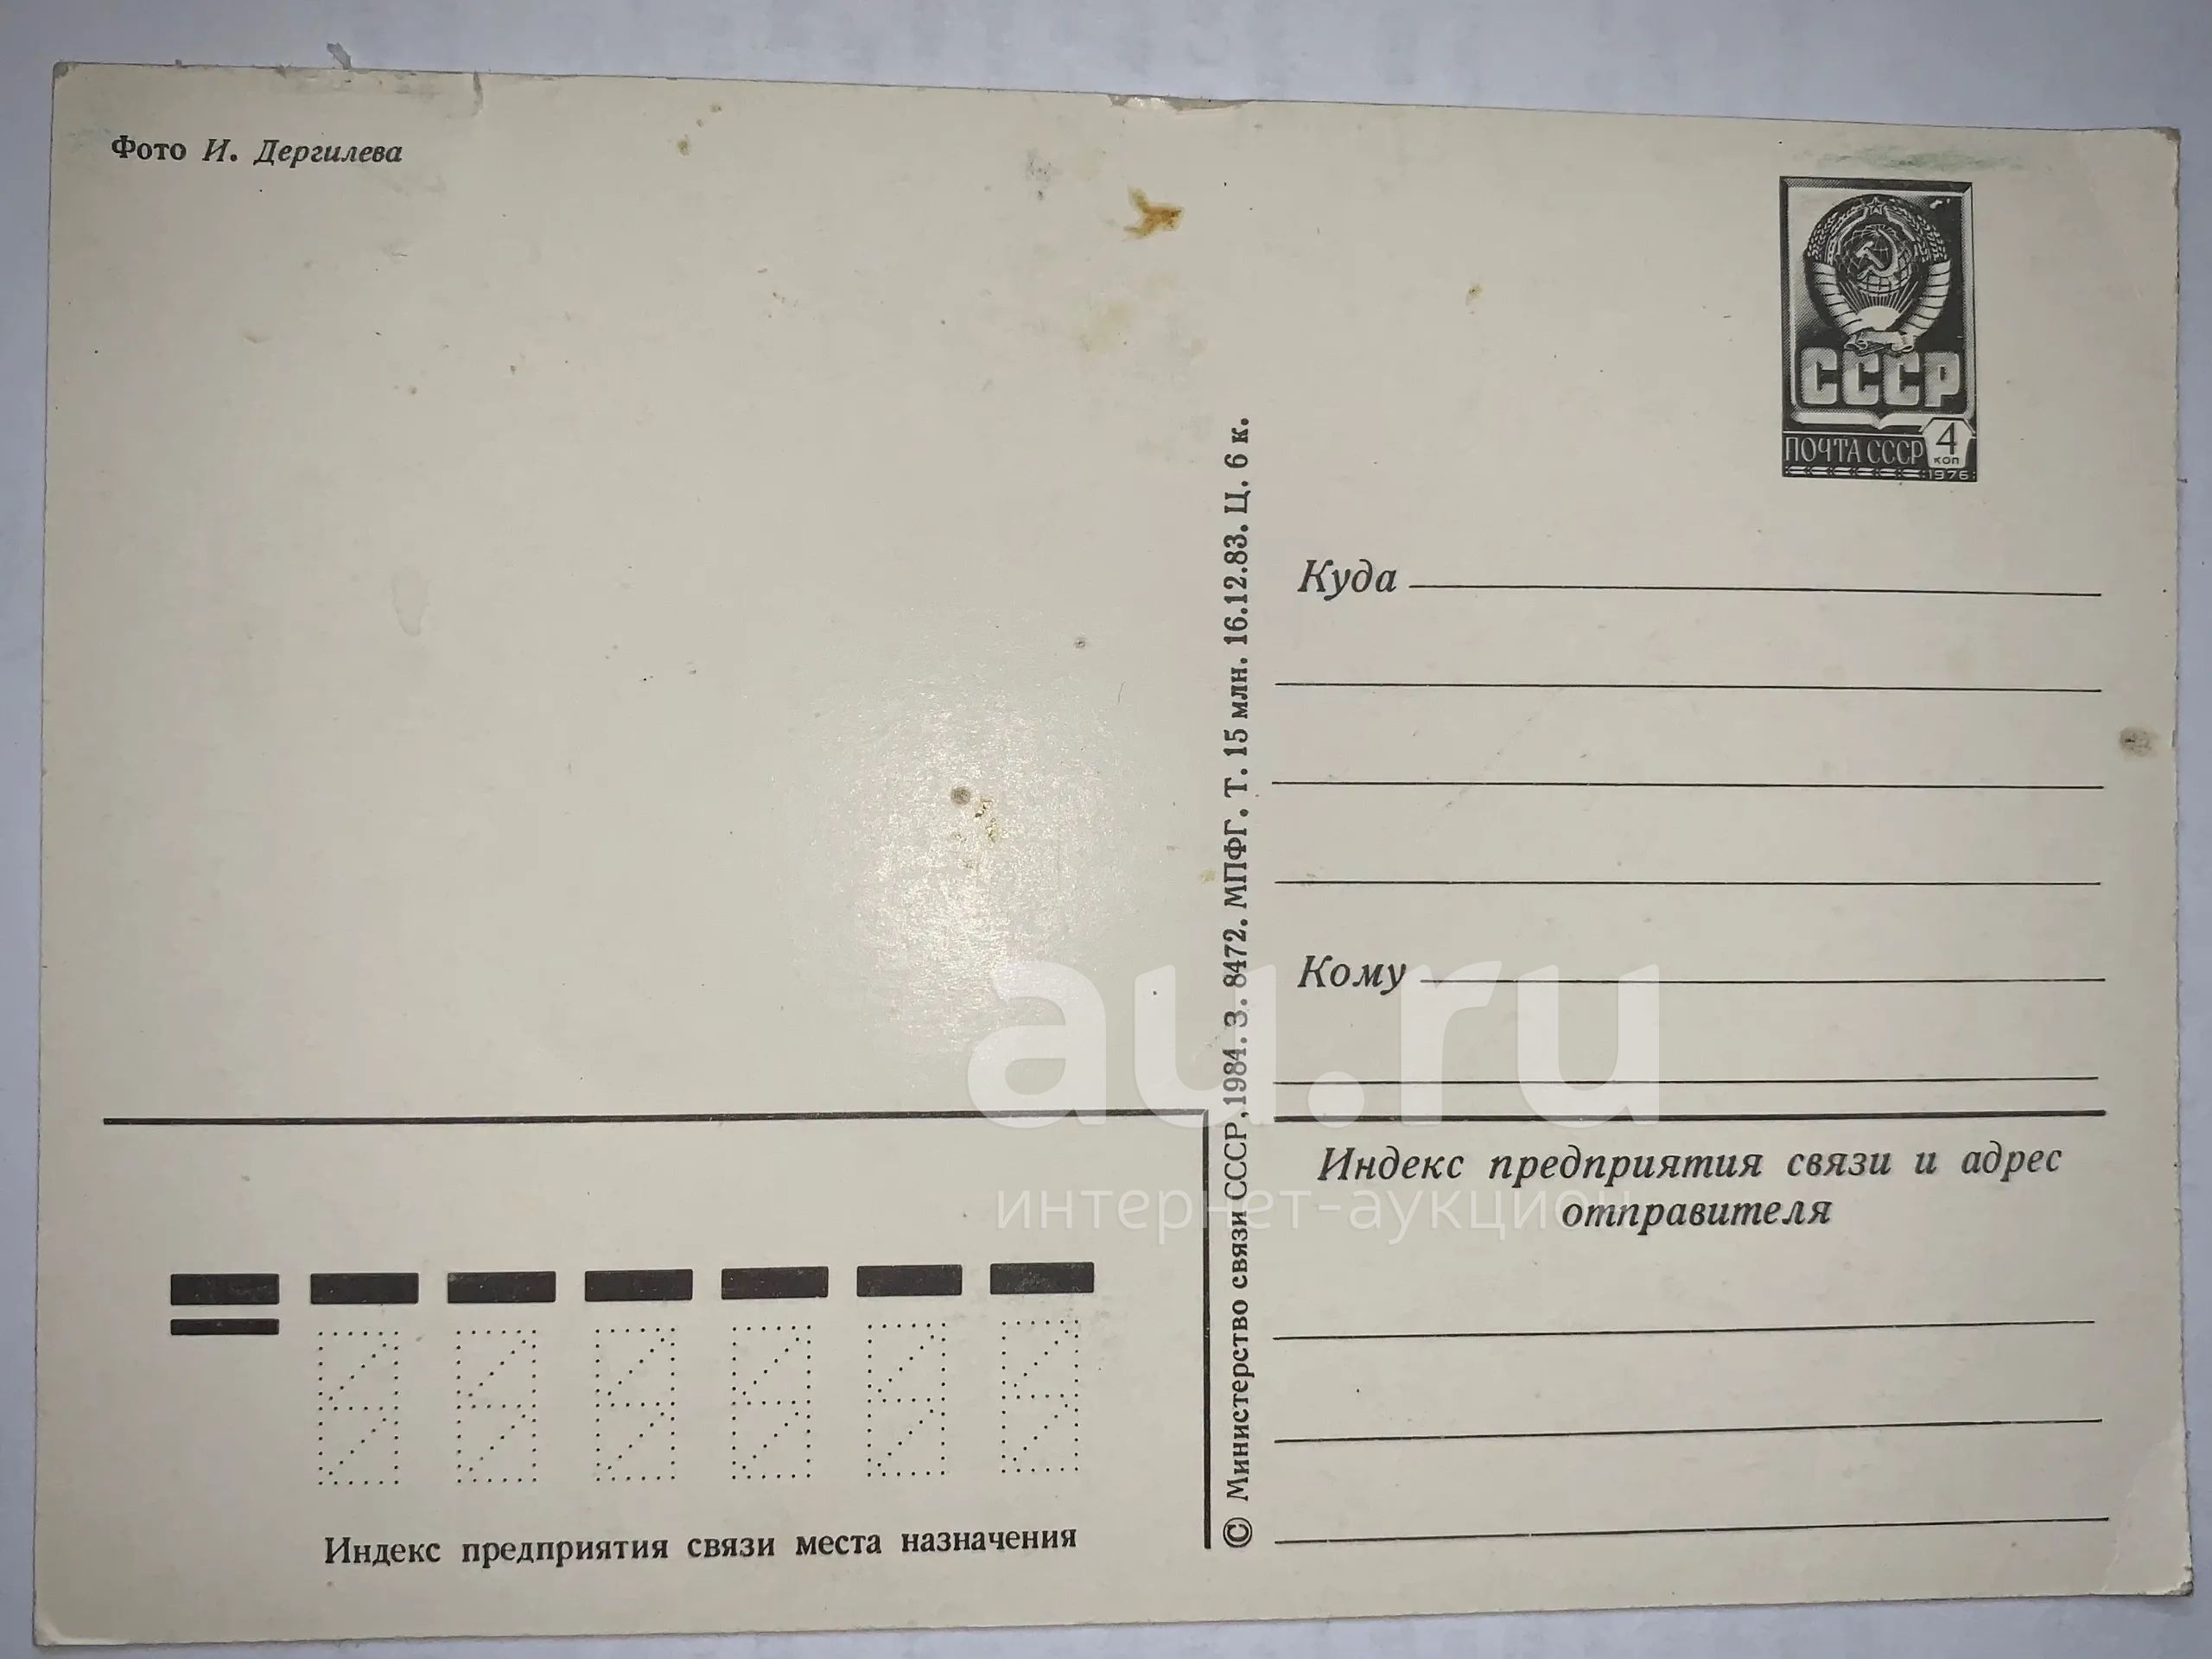 Фото И. Дергилева
СССР
ПОЧТА СССР 4 коп
1976
Куда
Кому
Индекс предприятия связи и адрес
отправителя
© Министерство связи СССР, 1984. З. 8472. МПФГ. Т. 15 млн. 16.12.83. Ц. 6 к.
Индекс предприятия связи места назначения
au.ru
интернет-аукцион